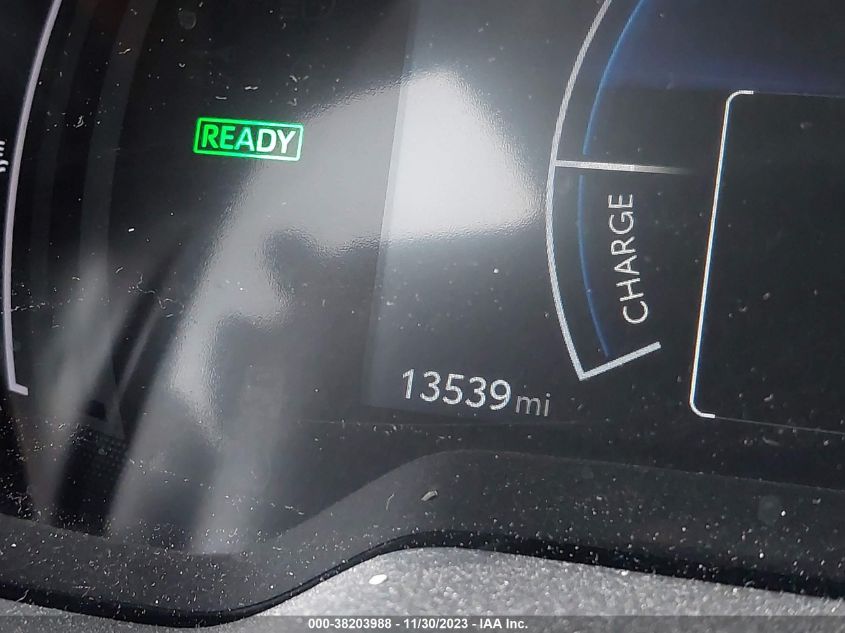 READY
CHARGE
13539 mi
000-38203988 - 11/30/2023 - IAA Inc.